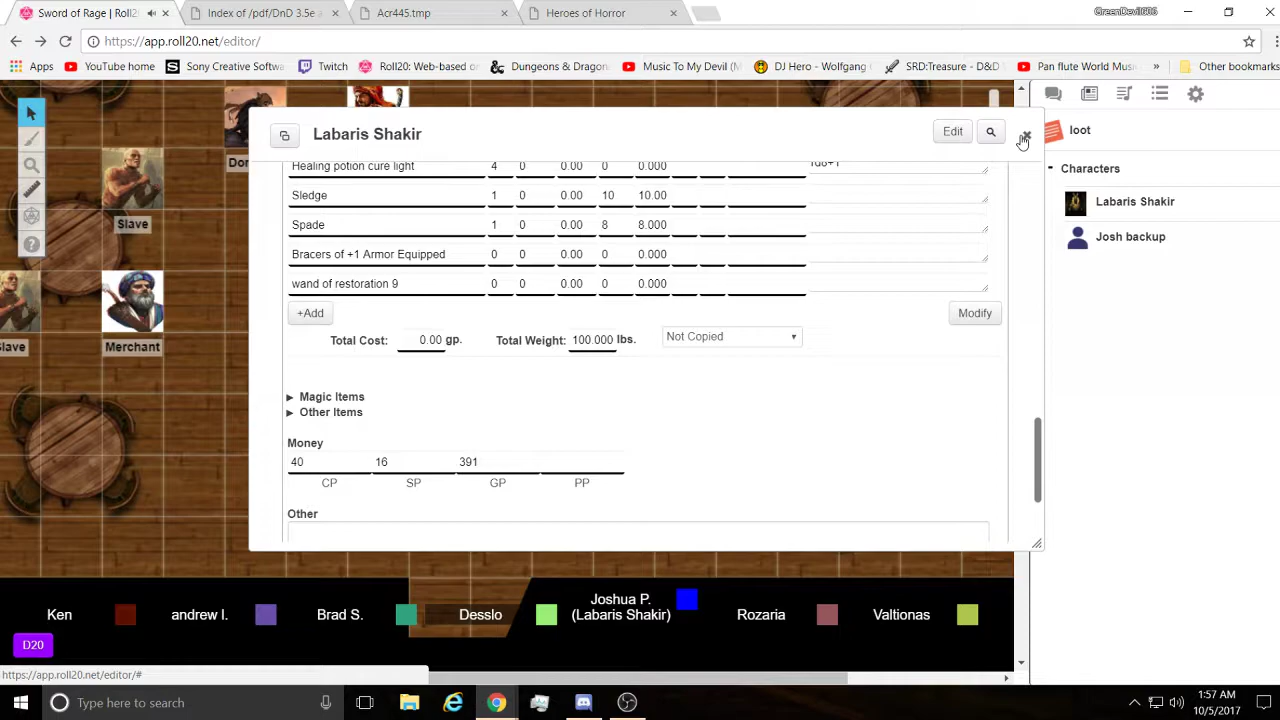 Sword of Rage | Roll2
Index of /pdf/DnD 3.5e
Acr445.tmp
Heroes of Horror
GreenDevil606
https://app.roll20.net/editor/
Apps
YouTube home
Sony Creative Softwa
Twitch
Roll20: Web-based o
Dungeons & Dragon
Music To My Devil (M
DJ Hero - Wolfgang
SRD:Treasure - D&D
Pan flute World Musi
»
Other bookmarks
Labaris Shakir
Edit
loot
Characters
Labaris Shakir
Josh backup
Dor
Slave
Slave
Merchant
Healing potion cure light 4 0 0.00 0 0.000 1d8+1
Sledge 1 0 0.00 10 10.00
Spade 1 0 0.00 8 8.000
Bracers of +1 Armor Equipped 0 0 0.00 0 0.000
wand of restoration 9 0 0 0.00 0 0.000
+Add
Modify
Total Cost: 0.00 gp. Total Weight: 100.000 lbs. Not Copied
Magic Items
Other Items
Money
40 16 391
CP SP GP PP
Other
Ken
andrew l.
Brad S.
Desslo
Joshua P.
(Labaris Shakir)
Rozaria
Valtionas
D20
https://app.roll20.net/editor/#
Type here to search
1:57 AM
10/5/2017